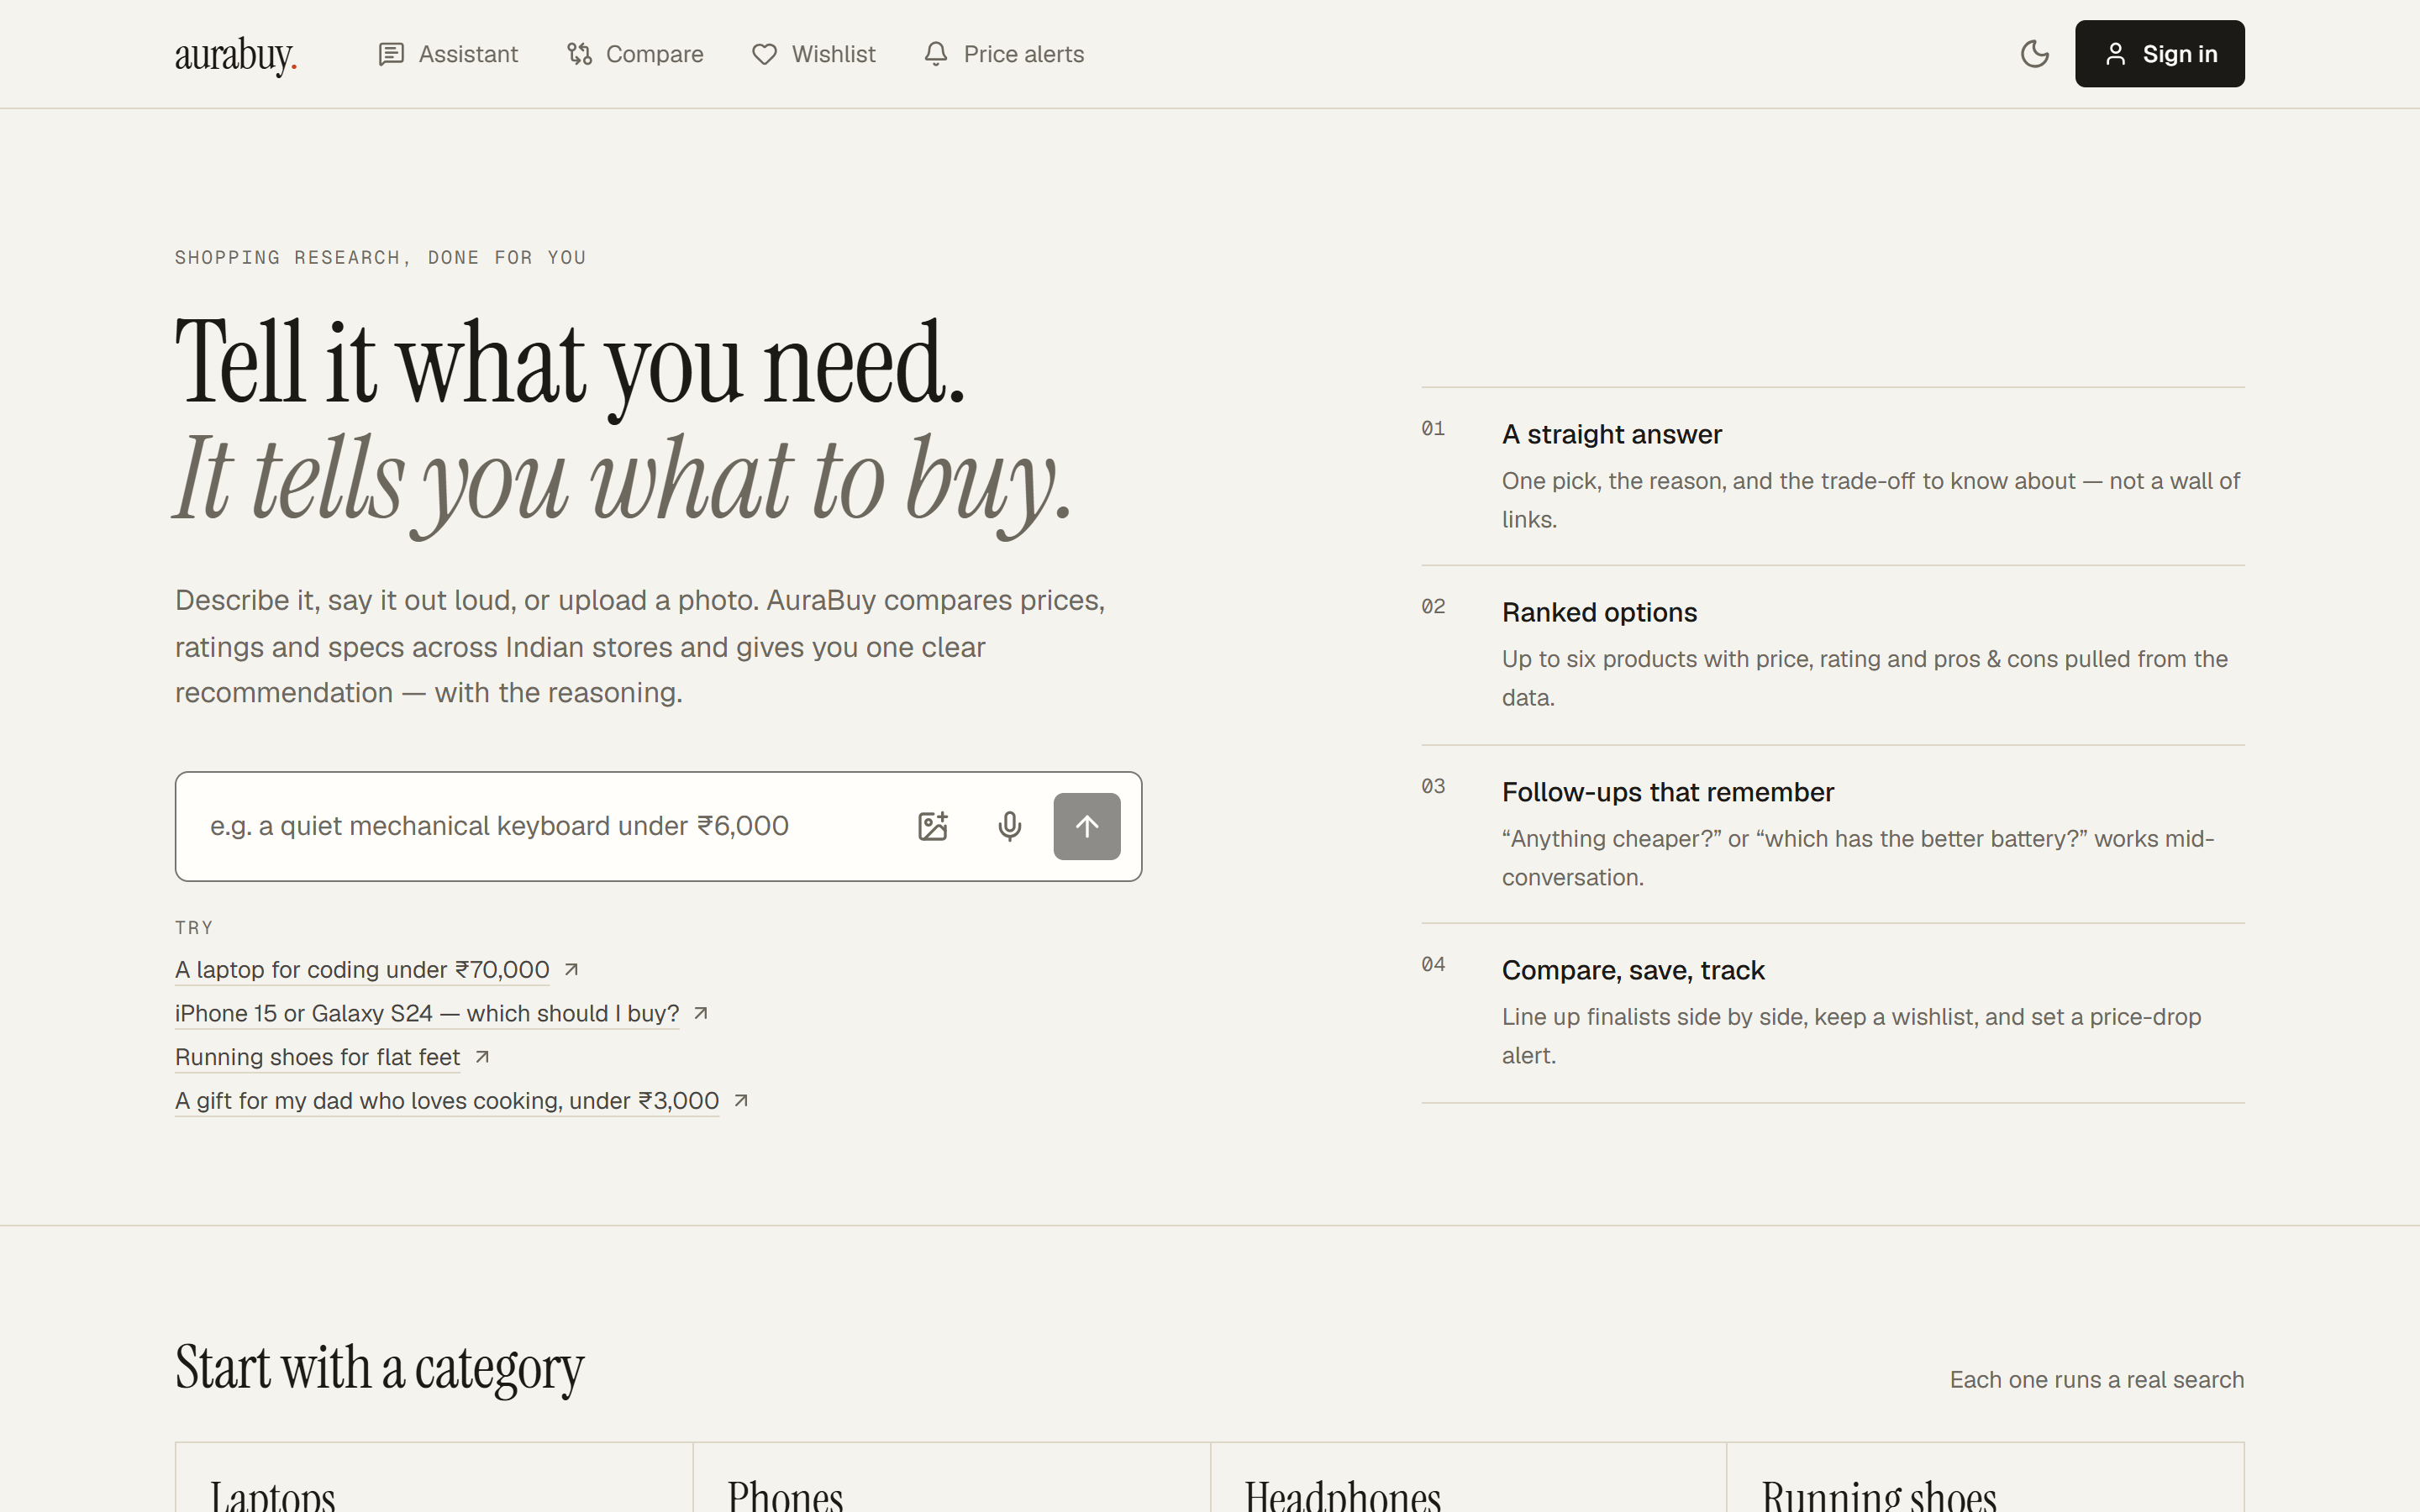 aurabuy.
Assistant
Compare
Wishlist
Price alerts
Sign in
SHOPPING RESEARCH, DONE FOR YOU
Tell it what you need.
It tells you what to buy.
Describe it, say it out loud, or upload a photo. AuraBuy compares prices,
ratings and specs across Indian stores and gives you one clear
recommendation — with the reasoning.
e.g. a quiet mechanical keyboard under ₹6,000
TRY
A laptop for coding under ₹70,000
iPhone 15 or Galaxy S24 — which should I buy?
Running shoes for flat feet
A gift for my dad who loves cooking, under ₹3,000
01
A straight answer
One pick, the reason, and the trade-off to know about — not a wall of
links.
02
Ranked options
Up to six products with price, rating and pros & cons pulled from the
data.
03
Follow-ups that remember
“Anything cheaper?” or “which has the better battery?” works mid-
conversation.
04
Compare, save, track
Line up finalists side by side, keep a wishlist, and set a price-drop
alert.
Start with a category
Each one runs a real search
Laptops
Phones
Headphones
Running shoes